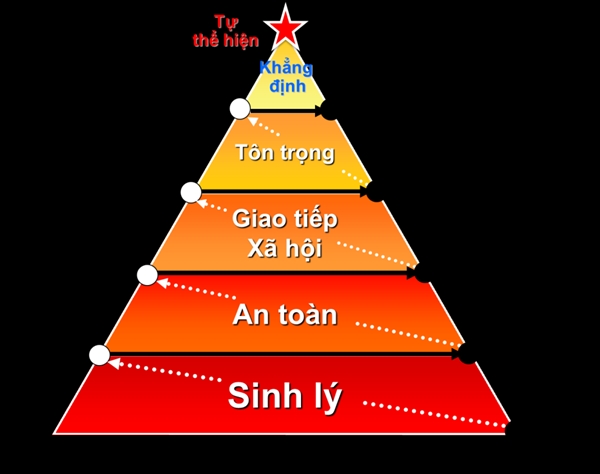 Tự
thể hiện
Khẳng
định
Tôn trọng
Giao tiếp
Xã hội
An toàn
Sinh lý